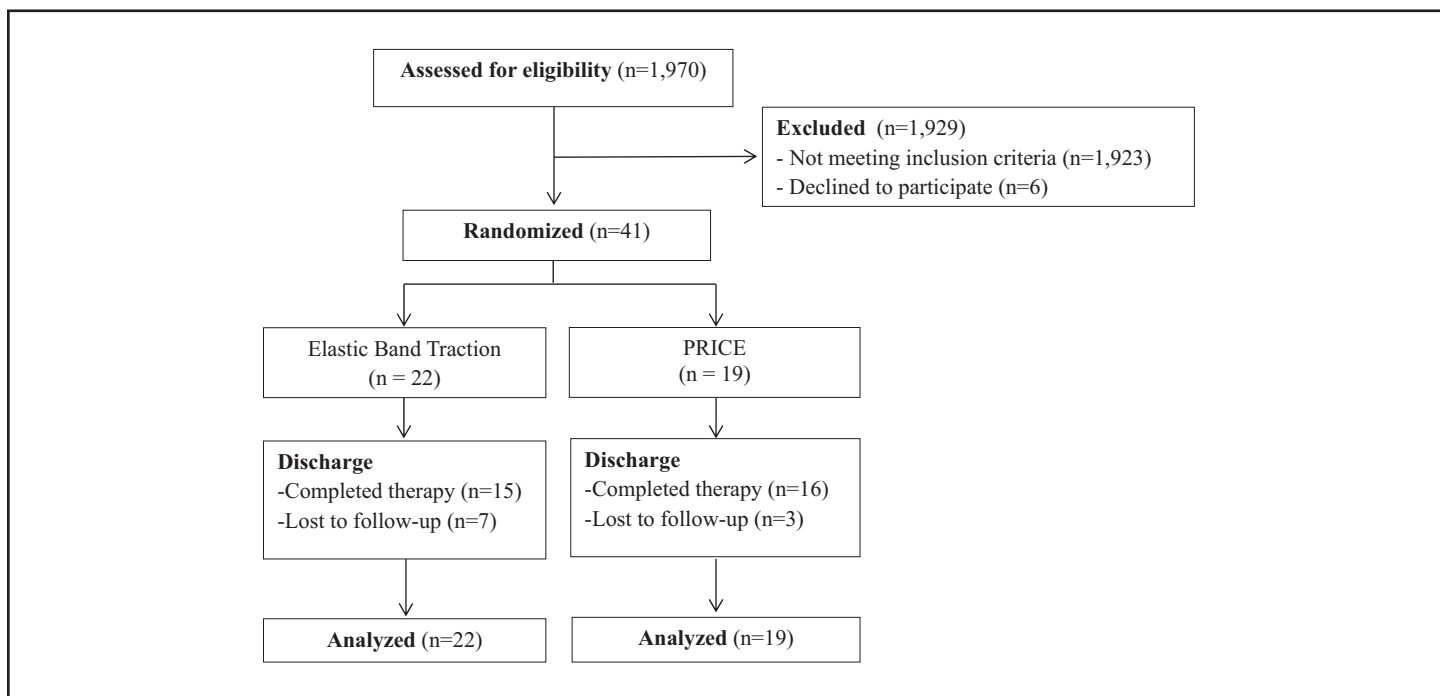 Assessed for eligibility (n=1,970)
Excluded (n=1,929)
- Not meeting inclusion criteria (n=1,923)
- Declined to participate (n=6)
Randomized (n=41)
Elastic Band Traction
(n = 22)
PRICE
(n = 19)
Discharge
-Completed therapy (n=15)
-Lost to follow-up (n=7)
Discharge
-Completed therapy (n=16)
-Lost to follow-up (n=3)
Analyzed (n=22)
Analyzed (n=19)